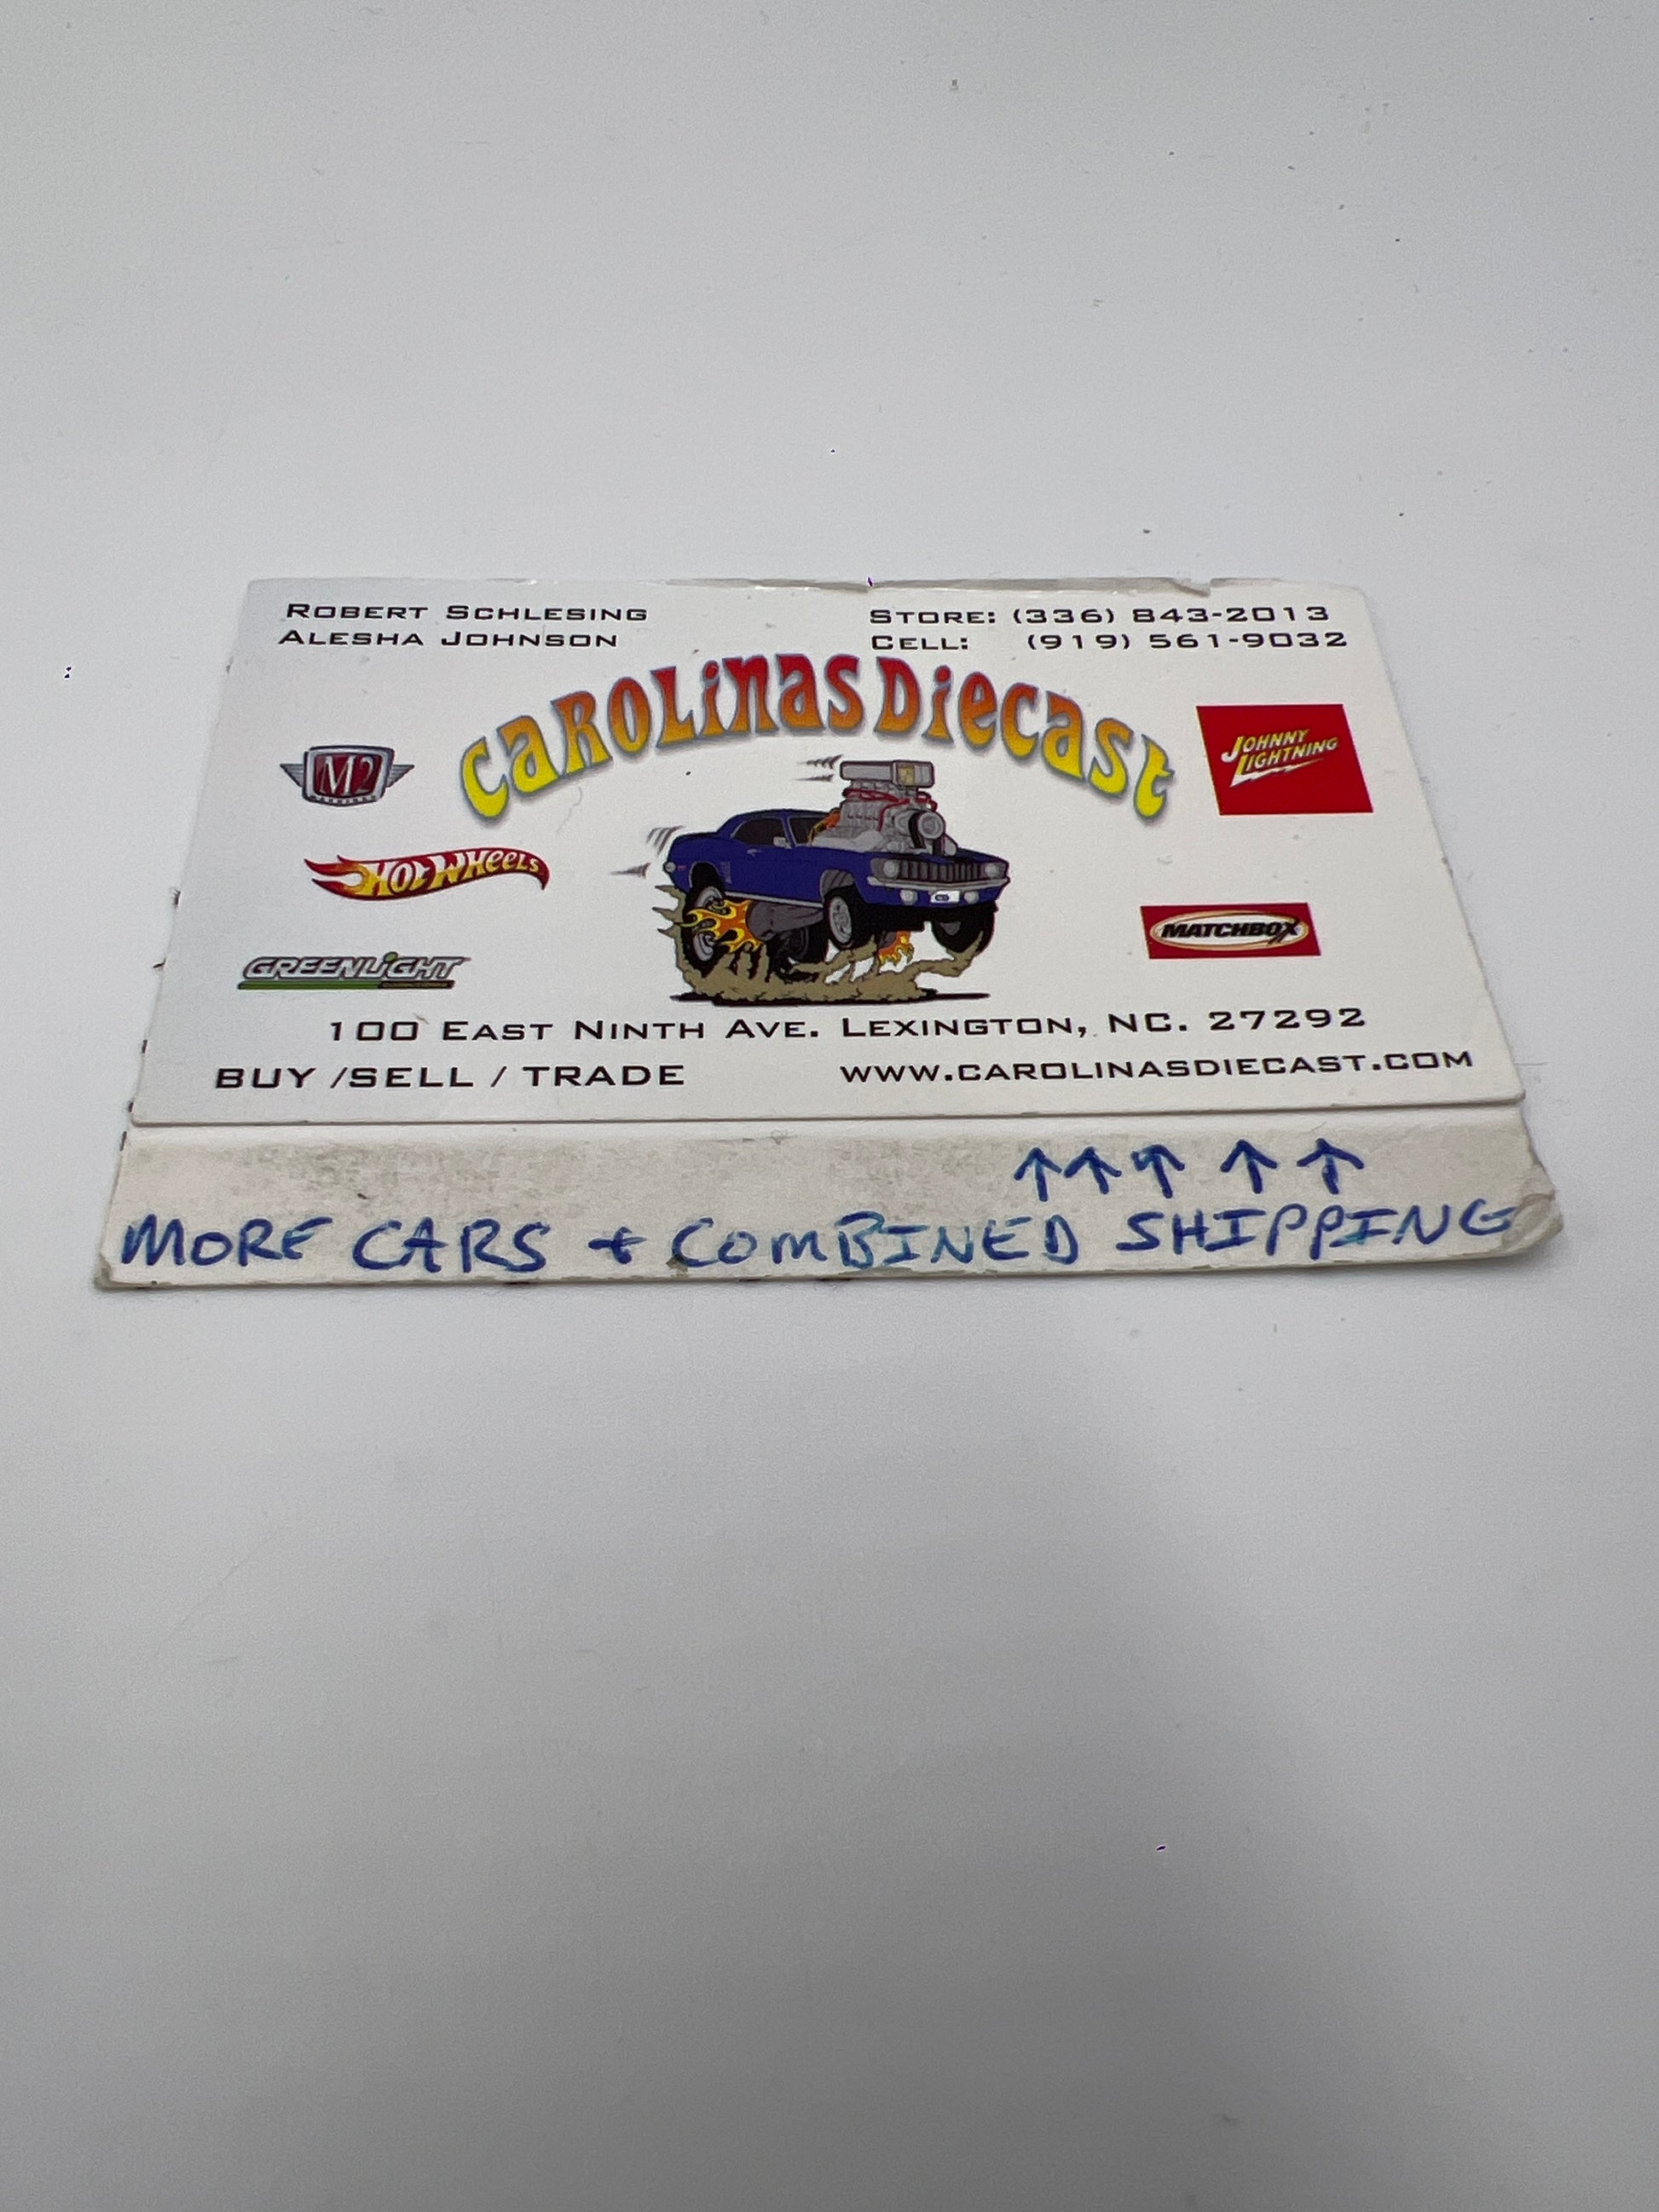 ROBERT SCHLESING
ALESHA JOHNSON
STORE: (336) 843-2013
CELL: (919) 561-9032
CAROLINAS DIECAST
M2
JOHNNY
LIGHTNING
HOT WHEELS
MATCHBOX
GREENLIGHT
100 EAST NINTH AVE. LEXINGTON, NC. 27292
BUY /SELL / TRADE
WWW.CAROLINASDIECAST.COM
↑↑↑↑↑
MORE CARS + COMBINED SHIPPING